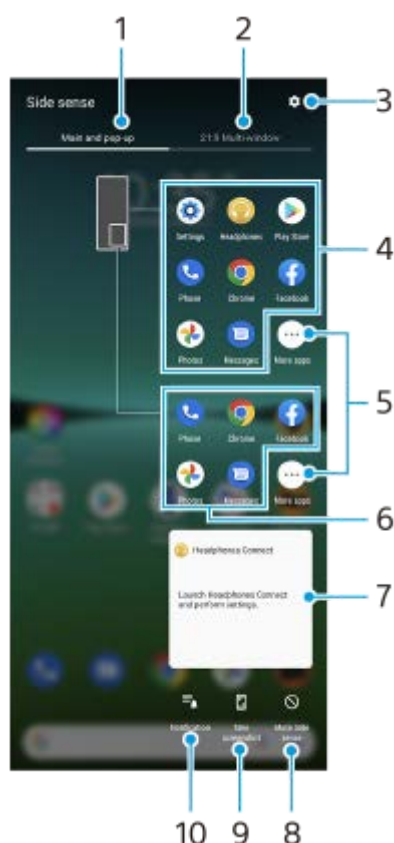 1
2
Side sense
3
Main and pop-up
21:9 Multi-window
Settings
Headphones
Play Store
4
Phone
Chrome
Facebook
Photos
Messages
More apps
5
Phone
Chrome
Facebook
Photos
Messages
More apps
6
Headphones Connect
Launch Headphones Connect
and perform settings.
7
Notification
Take
screenshot
Mute Side
sense
10
9
8